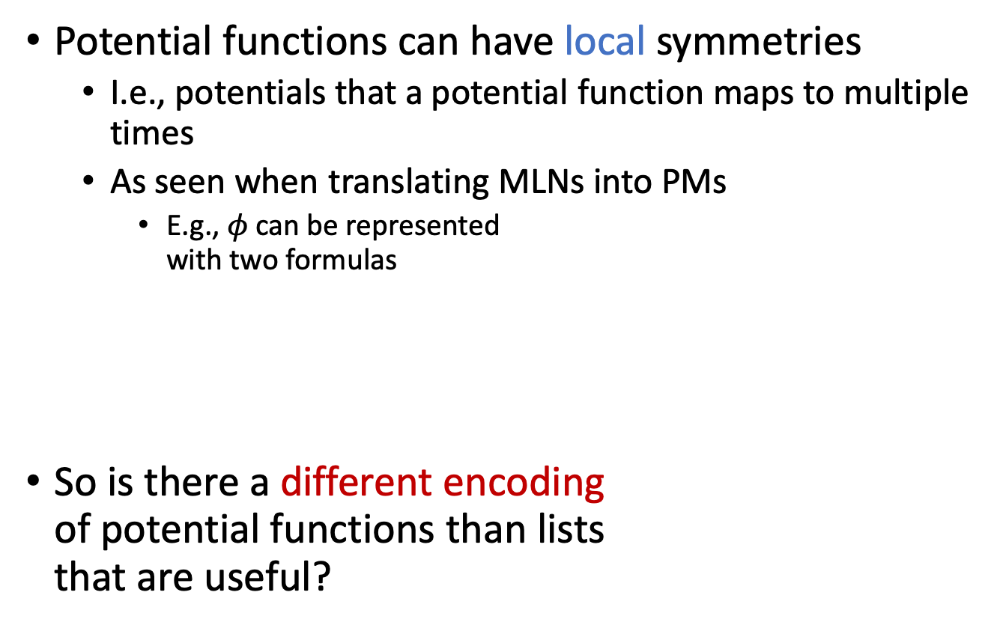 • Potential functions can have local symmetries
• I.e., potentials that a potential function maps to multiple
times
• As seen when translating MLNs into PMs
• E.g., ϕ can be represented
with two formulas
• So is there a different encoding
of potential functions than lists
that are useful?